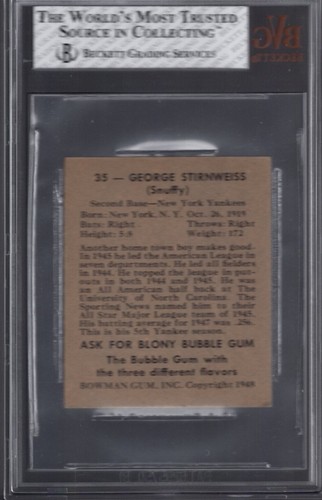 THE WORLD'S MOST TRUSTED
SOURCE IN COLLECTING™
BECKETT GRADING SERVICES
B
BVG
35 — GEORGE STIRNWEISS
(Snuffy)
Second Base—New York Yankees
Born: New York, N. Y. Oct. 26, 1919
Bats: Right Throws: Right
Height: 5:8 Weight: 172
Another home town boy makes good.
In 1945 he led the American League in
seven departments. He led all fielders
in 1944. He topped the league in put-
outs in both 1944 and 1945. He was
an All American half back at The
University of North Carolina. The
Sporting News named him to their
All Star Major League team of 1945.
His batting average for 1947 was .256.
This is his 5th Yankee season.
ASK FOR BLONY BUBBLE GUM
The Bubble Gum with
the three different flavors
BOWMAN GUM, INC. Copyright 1948